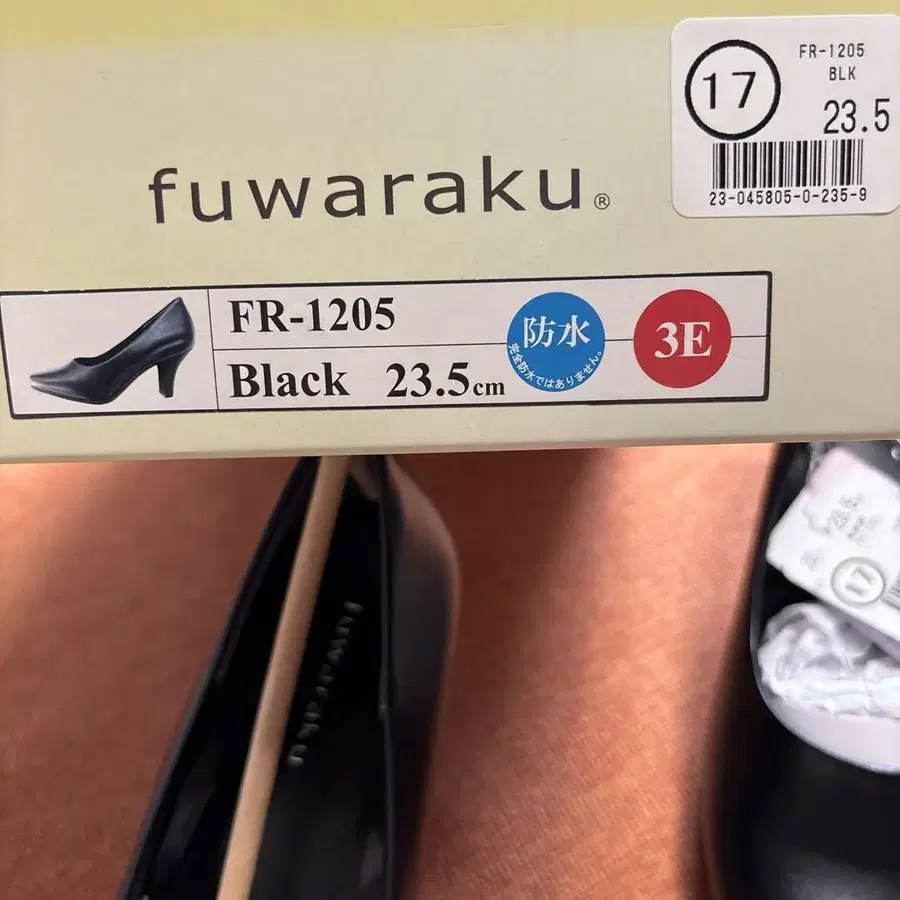 17
FR-1205
BLK
23.5
23-045805-0-235-9
fuwaraku®
FR-1205
Black 23.5cm
防水
完全防水ではありません。
3E
fuwaraku
17